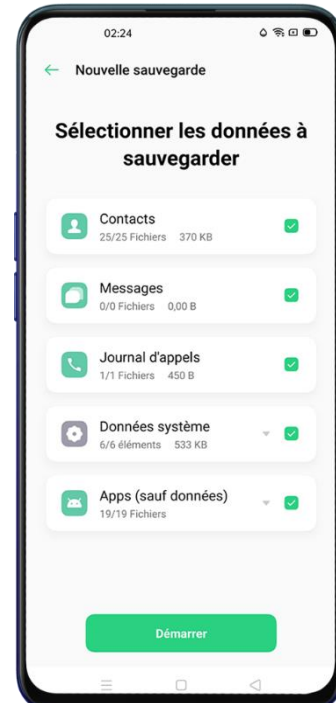 02:24
Nouvelle sauvegarde
Sélectionner les données à
sauvegarder
Contacts
25/25 Fichiers 370 KB
Messages
0/0 Fichiers 0,00 B
Journal d'appels
1/1 Fichiers 450 B
Données système
6/6 éléments 533 KB
Apps (sauf données)
19/19 Fichiers
Démarrer